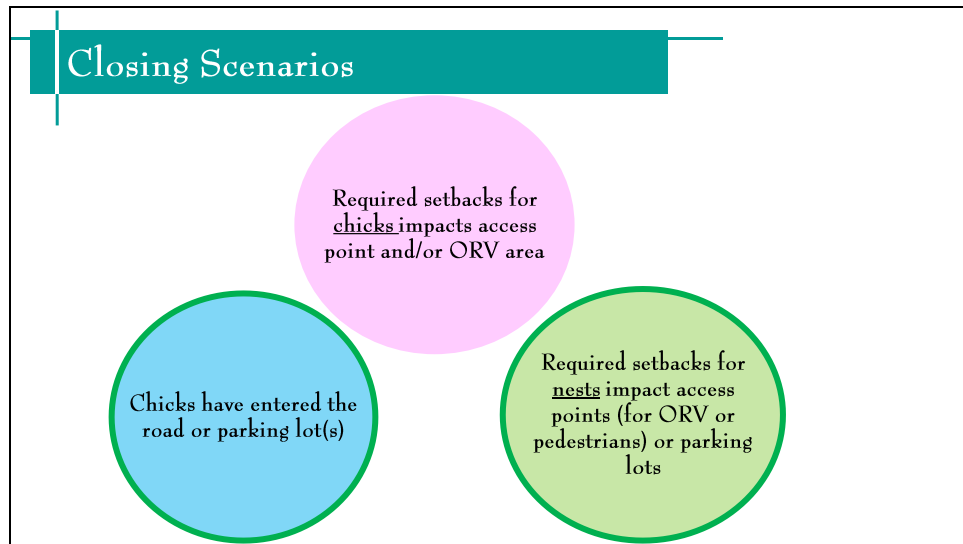 Closing Scenarios
Required setbacks for
chicks impacts access
point and/or ORV area
Chicks have entered the
road or parking lot(s)
Required setbacks for
nests impact access
points (for ORV or
pedestrians) or parking
lots